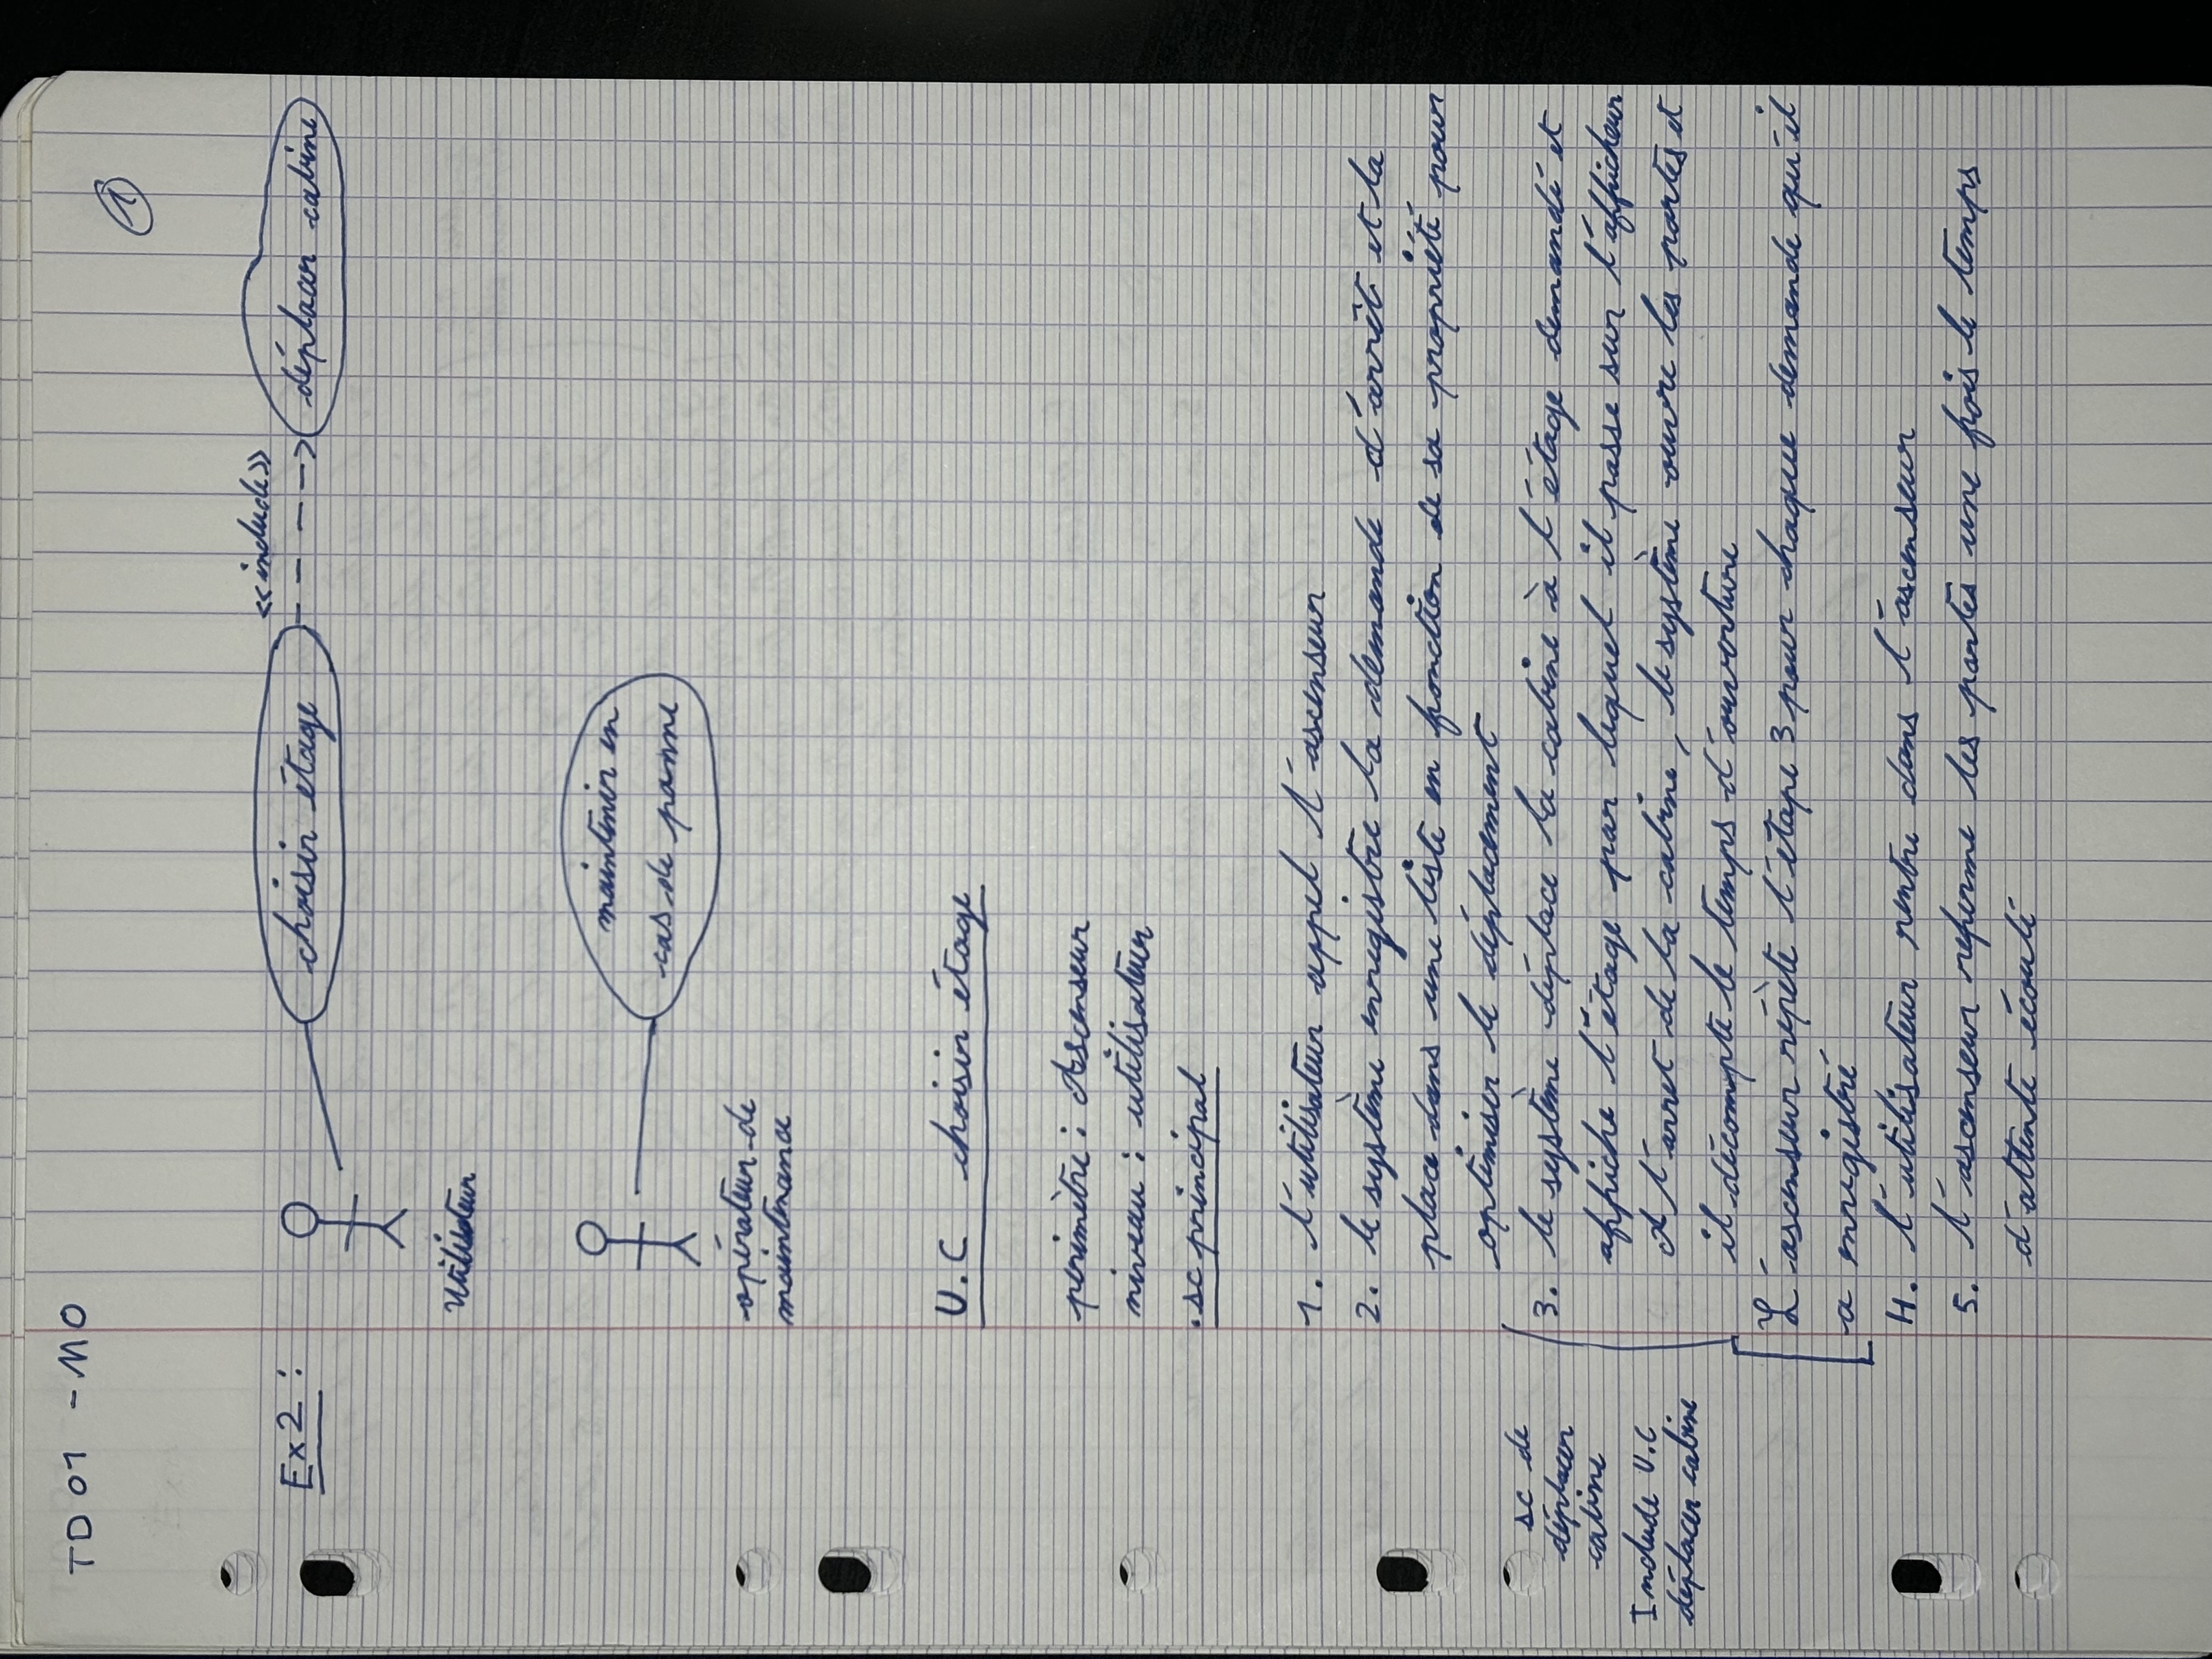 TD 01 - MO
1
Ex 2 :
choisir étage
<<include>>
déplacer cabine
Utilisateur
maintenir en
cas de panne
opérateur de
maintenance
U.C choisir étage
perimètre : Ascenseur
niveau : utilisateur
. sc principal
1. l'utilisateur appel l'ascenseur
2. le système enregistre la demande d'arrêt et la
place dans une liste en fonction de sa propriété pour
optimiser le déplacement
sc de
déplacer
cabine
Include U.C
déplacer cabine
3. le système déplace la cabine à l'étage demandé et
affiche l'étage par lequel il passe sur l'afficheur
A l'arret de la cabine, le système ouvre les portes et
il décompte le temps d'ouverture
L'ascenseur répète l'étape 3 pour chaque demande qu'il
a enregistré
4. l'utilisateur rentre dans l'ascenseur
5. l'ascenseur referme les portes une fois le temps
d'attente écoulé